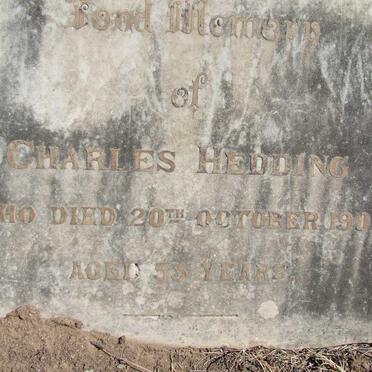 Fond Memory
of
CHARLES HEDDING
HO DIED 20TH OCTOBER 190
AGED YEARS.